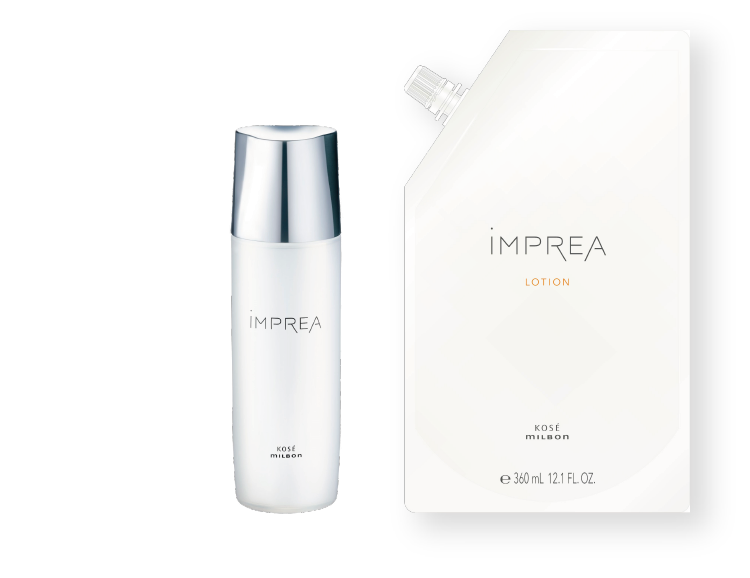 IMPREA
KOSÉ
MILBON
IMPREA
LOTION
KOSÉ
MILBON
℮ 360 mL 12.1 FL. OZ.